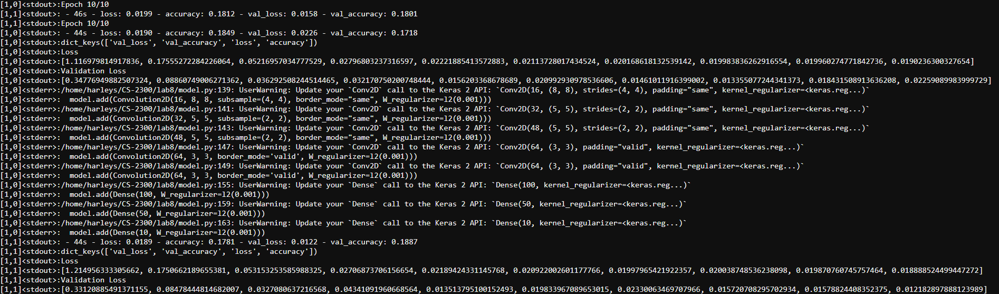 [1,0]<stdout>:Epoch 10/10
[1,1]<stdout>: - 46s - loss: 0.0199 - accuracy: 0.1812 - val_loss: 0.0158 - val_accuracy: 0.1801
[1,1]<stdout>:Epoch 10/10
[1,0]<stdout>: - 44s - loss: 0.0190 - accuracy: 0.1849 - val_loss: 0.0226 - val_accuracy: 0.1718
[1,0]<stdout>:dict_keys(['val_loss', 'val_accuracy', 'loss', 'accuracy'])
[1,0]<stdout>:Loss
[1,0]<stdout>:[1.116979814917836, 0.17555272284226064, 0.05216957034777529, 0.02796803237316597, 0.02221885413572883, 0.02113728017434524, 0.020168618132539142, 0.019983836262916554, 0.019960274771842736, 0.0190236300327654]
[1,0]<stdout>:Validation Loss
[1,0]<stdout>:[0.34776949882507324, 0.08860749006271362, 0.036292508244514465, 0.032170750200748444, 0.0156203368678689, 0.020992930978536606, 0.01461011916399002, 0.013355077244341373, 0.018431508913636208, 0.02259089983999729]
[1,0]<stderr>:/home/harleys/CS-2300/lab8/model.py:139: UserWarning: Update your `Conv2D` call to the Keras 2 API: `Conv2D(16, (8, 8), strides=(4, 4), padding="same", kernel_regularizer=<keras.reg...)`
[1,0]<stderr>:  model.add(Convolution2D(16, 8, 8, subsample=(4, 4), border_mode="same", W_regularizer=l2(0.001)))
[1,0]<stderr>:/home/harleys/CS-2300/lab8/model.py:141: UserWarning: Update your `Conv2D` call to the Keras 2 API: `Conv2D(32, (5, 5), strides=(2, 2), padding="same", kernel_regularizer=<keras.reg...)`
[1,0]<stderr>:  model.add(Convolution2D(32, 5, 5, subsample=(2, 2), border_mode="same", W_regularizer=l2(0.001)))
[1,0]<stderr>:/home/harleys/CS-2300/lab8/model.py:143: UserWarning: Update your `Conv2D` call to the Keras 2 API: `Conv2D(48, (5, 5), strides=(2, 2), padding="same", kernel_regularizer=<keras.reg...)`
[1,0]<stderr>:  model.add(Convolution2D(48, 5, 5, subsample=(2, 2), border_mode="same", W_regularizer=l2(0.001)))
[1,0]<stderr>:/home/harleys/CS-2300/lab8/model.py:147: UserWarning: Update your `Conv2D` call to the Keras 2 API: `Conv2D(64, (3, 3), padding="valid", kernel_regularizer=<keras.reg...)`
[1,0]<stderr>:  model.add(Convolution2D(64, 3, 3, border_mode='valid', W_regularizer=l2(0.001)))
[1,0]<stderr>:/home/harleys/CS-2300/lab8/model.py:149: UserWarning: Update your `Conv2D` call to the Keras 2 API: `Conv2D(64, (3, 3), padding="valid", kernel_regularizer=<keras.reg...)`
[1,0]<stderr>:  model.add(Convolution2D(64, 3, 3, border_mode='valid', W_regularizer=l2(0.001)))
[1,0]<stderr>:/home/harleys/CS-2300/lab8/model.py:155: UserWarning: Update your `Dense` call to the Keras 2 API: `Dense(100, kernel_regularizer=<keras.reg...)`
[1,0]<stderr>:  model.add(Dense(100, W_regularizer=l2(0.001)))
[1,0]<stderr>:/home/harleys/CS-2300/lab8/model.py:159: UserWarning: Update your `Dense` call to the Keras 2 API: `Dense(50, kernel_regularizer=<keras.reg...)`
[1,0]<stderr>:  model.add(Dense(50, W_regularizer=l2(0.001)))
[1,0]<stderr>:/home/harleys/CS-2300/lab8/model.py:163: UserWarning: Update your `Dense` call to the Keras 2 API: `Dense(10, kernel_regularizer=<keras.reg...)`
[1,0]<stderr>:  model.add(Dense(10, W_regularizer=l2(0.001)))
[1,1]<stdout>: - 44s - loss: 0.0189 - accuracy: 0.1781 - val_loss: 0.0122 - val_accuracy: 0.1887
[1,1]<stdout>:dict_keys(['val_loss', 'val_accuracy', 'loss', 'accuracy'])
[1,1]<stdout>:Loss
[1,1]<stdout>:[1.214956333305662, 0.1750662189655381, 0.053153253585988325, 0.02706873706156654, 0.02189424331145768, 0.020922002601177766, 0.01997965421922357, 0.020038748536238098, 0.019870760745757464, 0.018888524499447272]
[1,1]<stdout>:Validation Loss
[1,1]<stdout>:[0.33120885491371155, 0.08478444814682007, 0.0327080637216568, 0.04341091960668564, 0.013513795100152493, 0.019833967089653015, 0.02330063469707966, 0.015720708295702934, 0.01578824408352375, 0.012182897888123989]